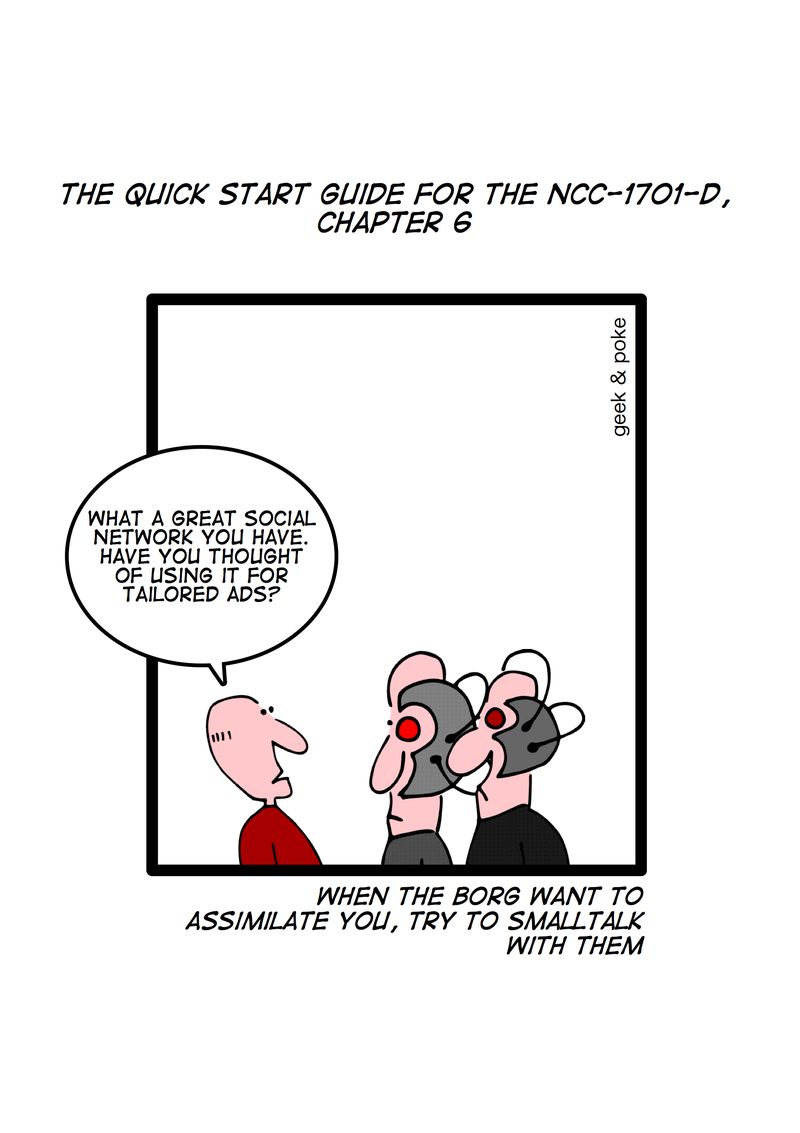 THE QUICK START GUIDE FOR THE NCC-1701-D,
CHAPTER 6
geek & poke
WHAT A GREAT SOCIAL
NETWORK YOU HAVE.
HAVE YOU THOUGHT
OF USING IT FOR
TAILORED ADS?
WHEN THE BORG WANT TO
ASSIMILATE YOU, TRY TO SMALLTALK
WITH THEM